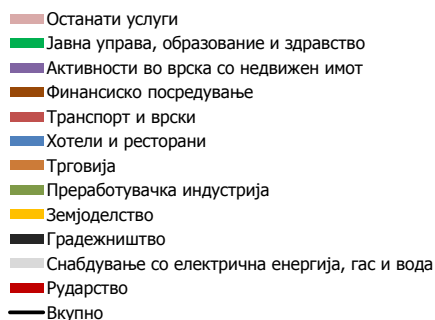 Останати услуги
Јавна управа, образование и здравство
Активности во врска со недвижен имот
Финансиско посредување
Транспорт и врски
Хотели и ресторани
Трговија
Преработувачка индустрија
Земјоделство
Градежништво
Снабдување со електрична енергија, гас и вода
Рударство
Вкупно